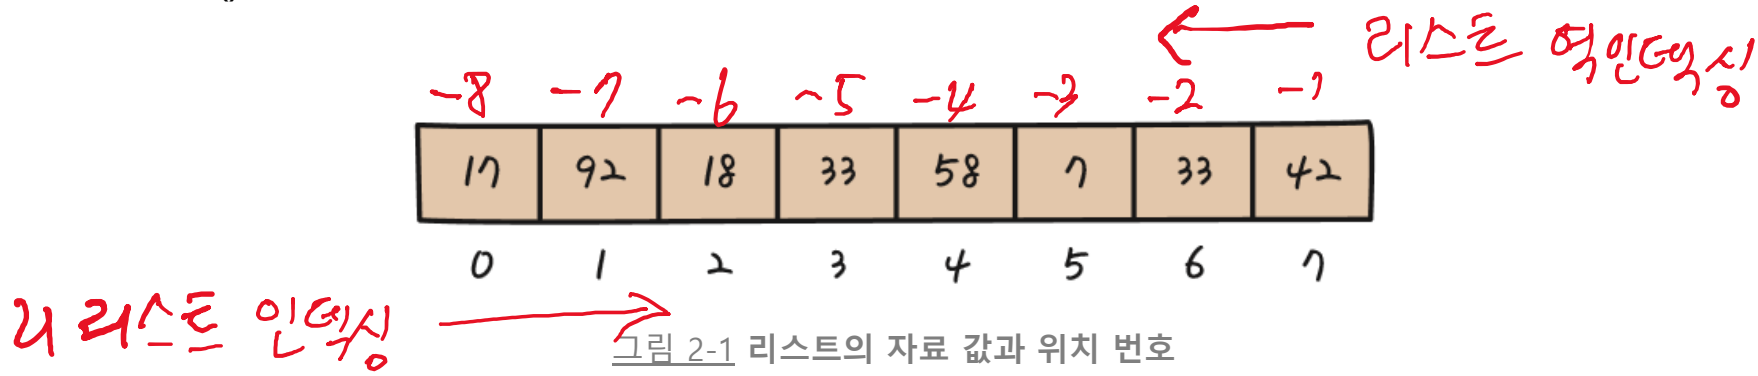 리스트 역인덱싱
-8 -7 -6 -5 -4 -3 -2 -1
17 92 18 33 58 7 33 42
0 1 2 3 4 5 6 7
리 리스트 인덱싱
그림 2-1 리스트의 자료 값과 위치 번호